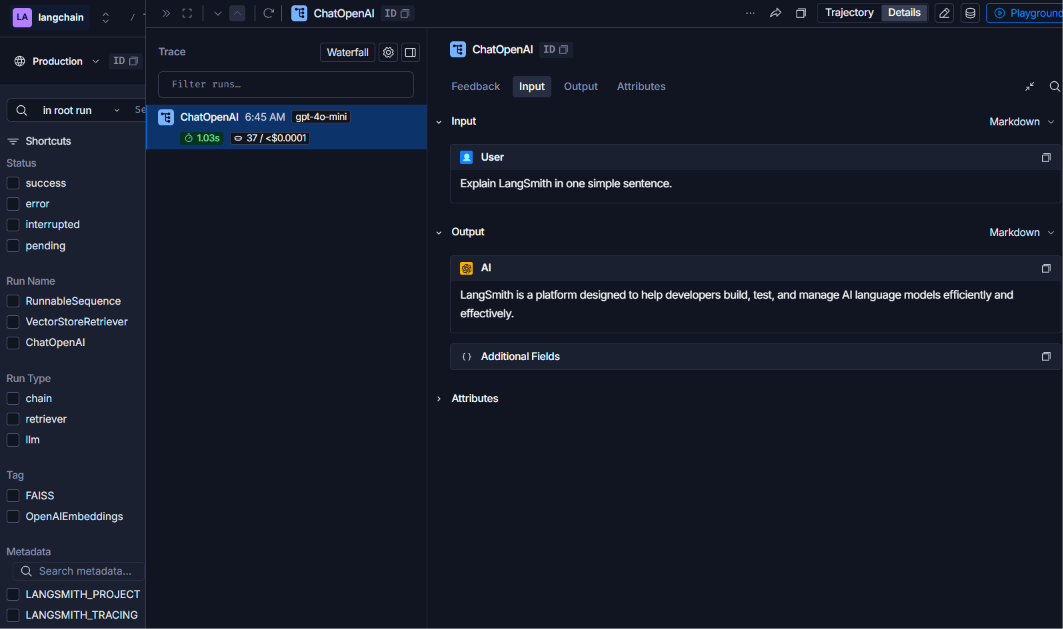 LA langchain /
Production ID
in root run Se
Shortcuts
Status
success
error
interrupted
pending
Run Name
RunnableSequence
VectorStoreRetriever
ChatOpenAI
Run Type
chain
retriever
llm
Tag
FAISS
OpenAIEmbeddings
Metadata
Search metadata...
LANGSMITH_PROJECT
LANGSMITH_TRACING
ChatOpenAI ID
Trajectory Details Playground
Trace Waterfall
Filter runs…
ChatOpenAI 6:45 AM gpt-4o-mini
1.03s 37 / <$0.0001
ChatOpenAI ID
Feedback Input Output Attributes
Input Markdown
User
Explain LangSmith in one simple sentence.
Output Markdown
AI
LangSmith is a platform designed to help developers build, test, and manage AI language models efficiently and
effectively.
{} Additional Fields
Attributes